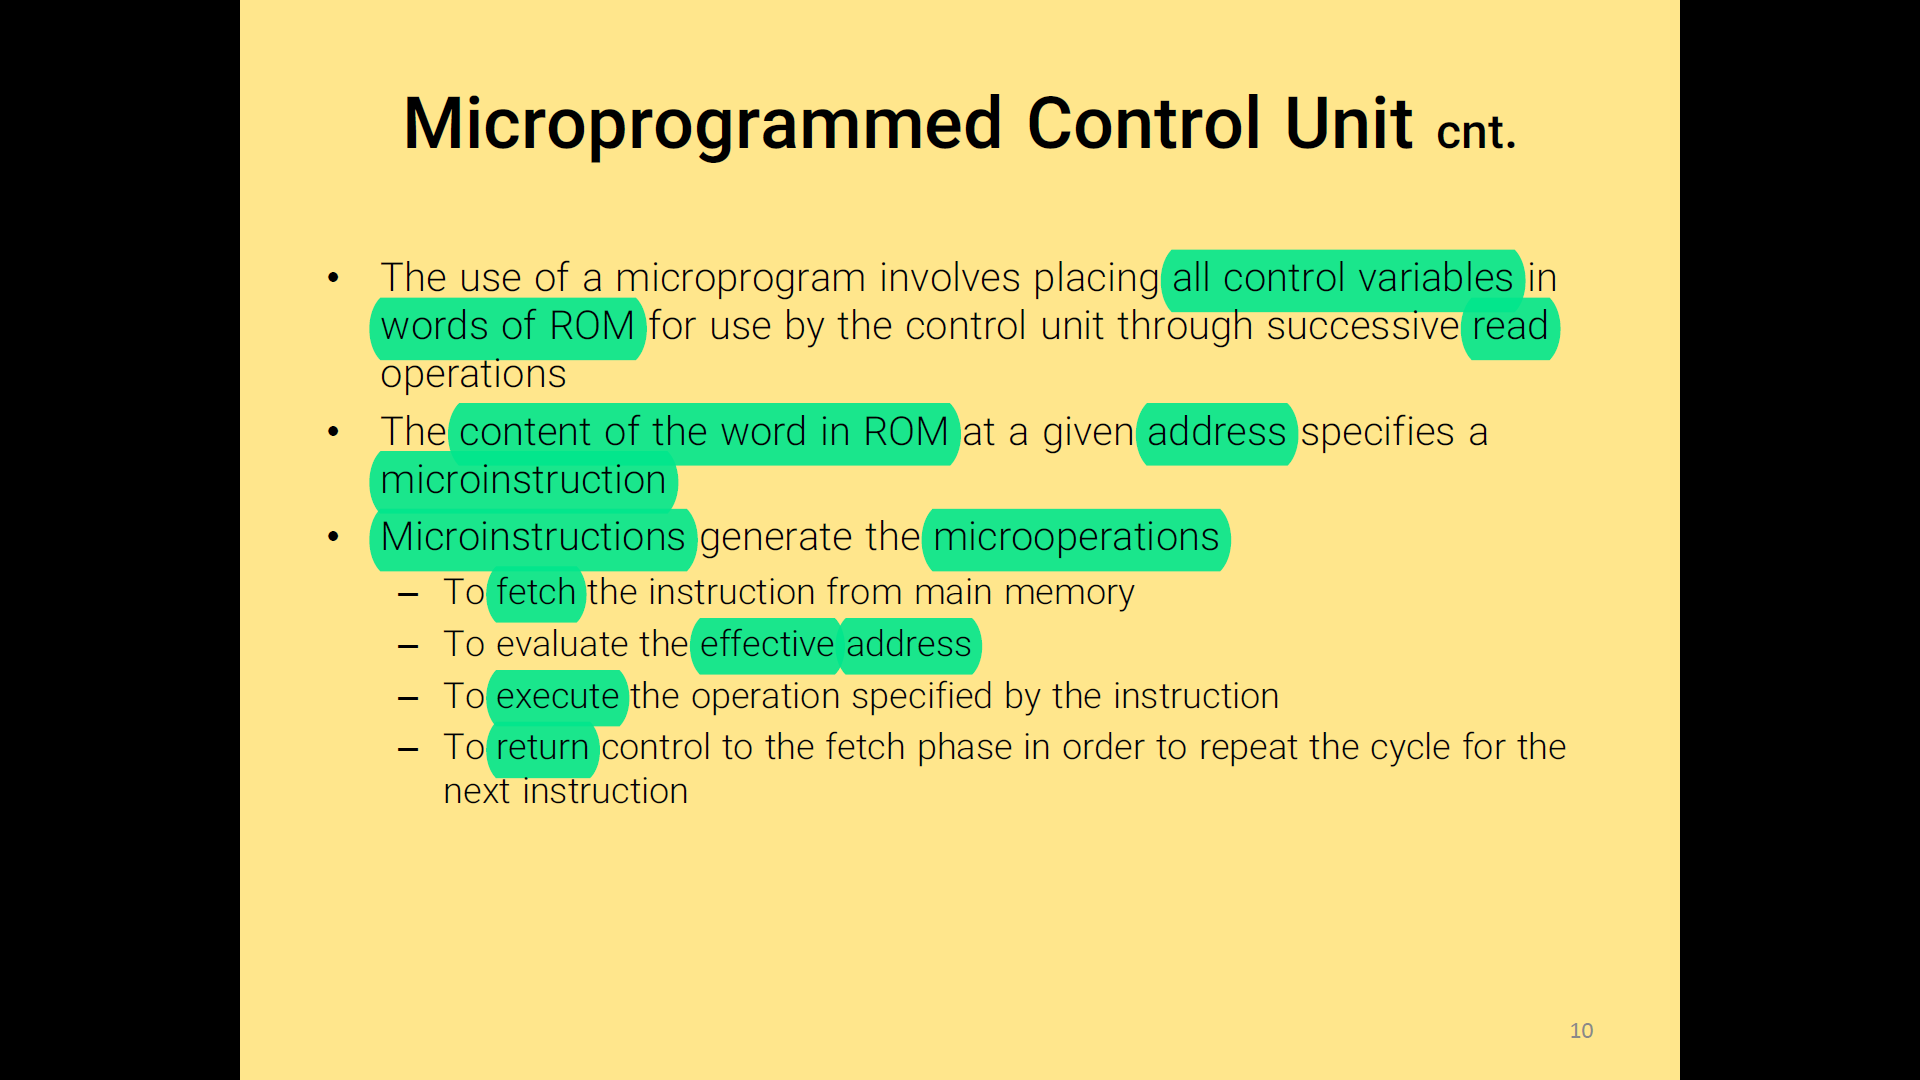 Microprogrammed Control Unit cnt.
• The use of a microprogram involves placing all control variables in
words of ROM for use by the control unit through successive read
operations
• The content of the word in ROM at a given address specifies a
microinstruction
• Microinstructions generate the microoperations
– To fetch the instruction from main memory
– To evaluate the effective address
– To execute the operation specified by the instruction
– To return control to the fetch phase in order to repeat the cycle for the
next instruction
10